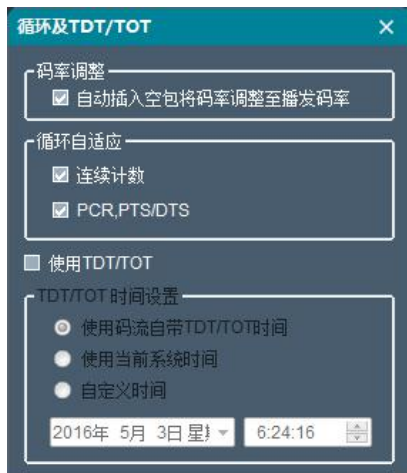 循环及TDT/TOT
码率调整
自动插入空包将码率调整至播发码率
循环自适应
连续计数
PCR,PTS/DTS
使用TDT/TOT
TDT/TOT 时间设置
使用码流自带TDT/TOT时间
使用当前系统时间
自定义时间
2016年 5月 3日 星 6:24:16